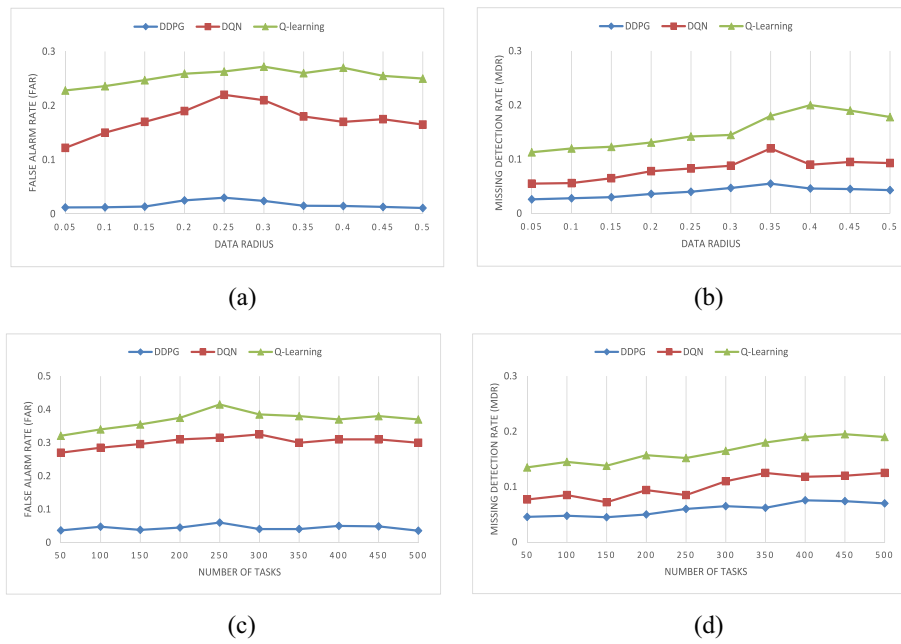 DDPG DQN Q-Learning
0.3
0.2
0.1
0
FALSE ALARM RATE (FAR)
0.05 0.1 0.15 0.2 0.25 0.3 0.35 0.4 0.45 0.5
DATA RADIUS
(a)
DDPG DQN Q-Learning
0.3
0.2
0.1
0
MISSING DETECTION RATE (MDR)
0.05 0.1 0.15 0.2 0.25 0.3 0.35 0.4 0.45 0.5
DATA RADIUS
(b)
DDPG DQN Q-Learning
0.5
0.4
0.3
0.2
0.1
0
FALSE ALARM RATE (FAR)
50 100 150 200 250 300 350 400 450 500
NUMBER OF TASKS
(c)
DDPG DQN Q-Learning
0.3
0.2
0.1
0
MISSING DETECTION RATE (MDR)
50 100 150 200 250 300 350 400 450 500
NUMBER OF TASKS
(d)